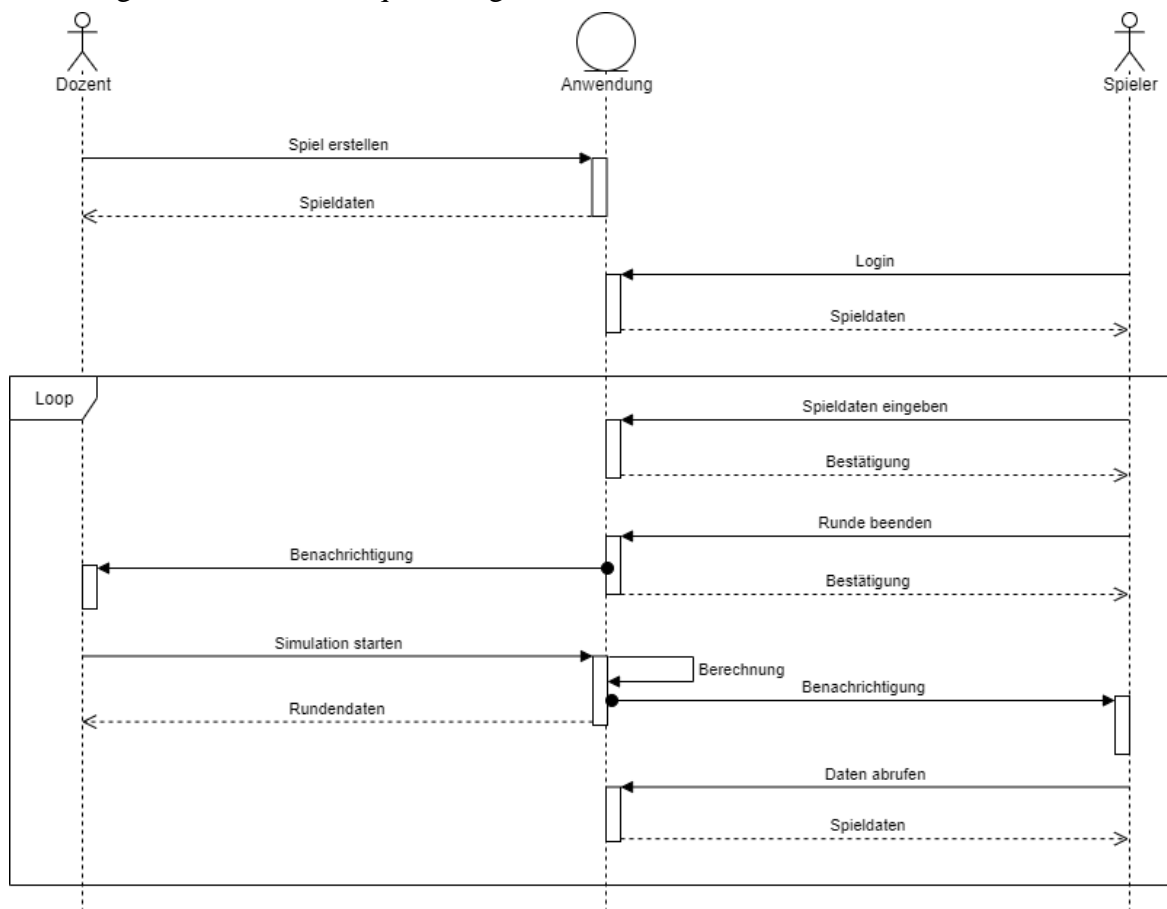 Dozent
Anwendung
Spieler
Spiel erstellen
Spieldaten
Login
Spieldaten
Loop
Spieldaten eingeben
Bestätigung
Runde beenden
Benachrichtigung
Bestätigung
Simulation starten
Berechnung
Benachrichtigung
Rundendaten
Daten abrufen
Spieldaten